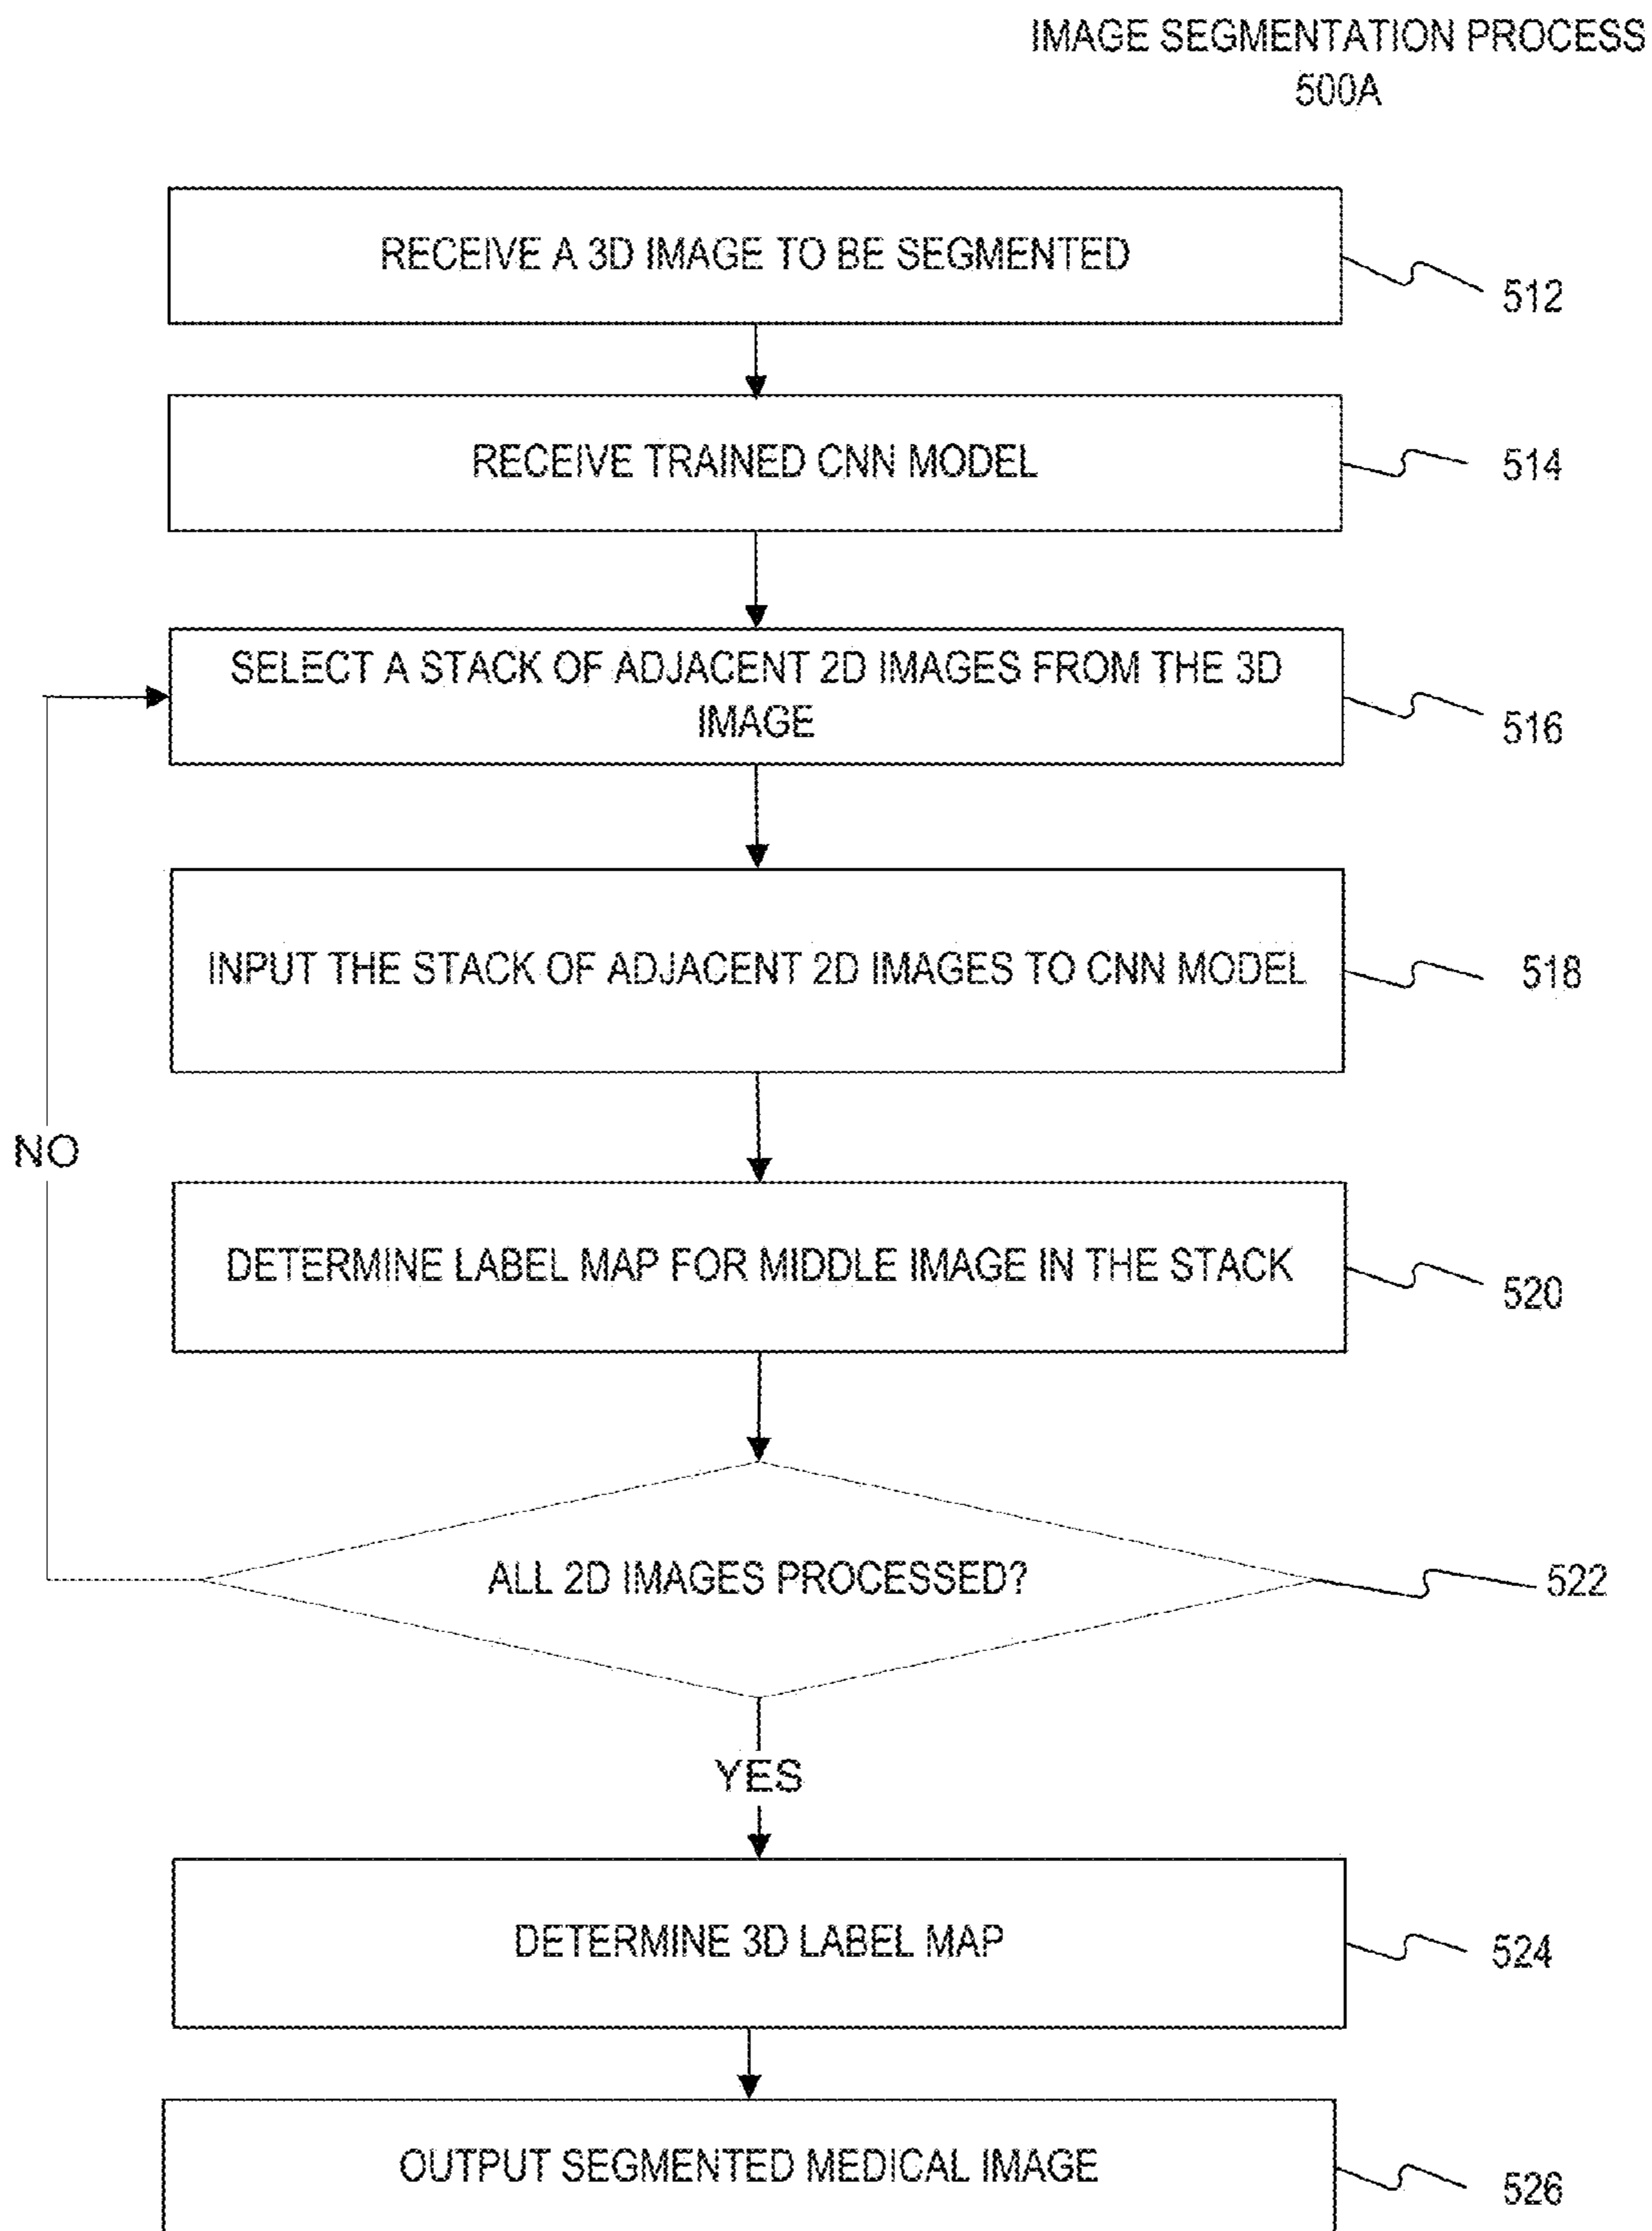 IMAGE SEGMENTATION PROCESS
500A
RECEIVE A 3D IMAGE TO BE SEGMENTED
512
RECEIVE TRAINED CNN MODEL
514
SELECT A STACK OF ADJACENT 2D IMAGES FROM THE 3D
IMAGE
516
INPUT THE STACK OF ADJACENT 2D IMAGES TO CNN MODEL
518
NO
DETERMINE LABEL MAP FOR MIDDLE IMAGE IN THE STACK
520
ALL 2D IMAGES PROCESSED?
522
YES
DETERMINE 3D LABEL MAP
524
OUTPUT SEGMENTED MEDICAL IMAGE
526